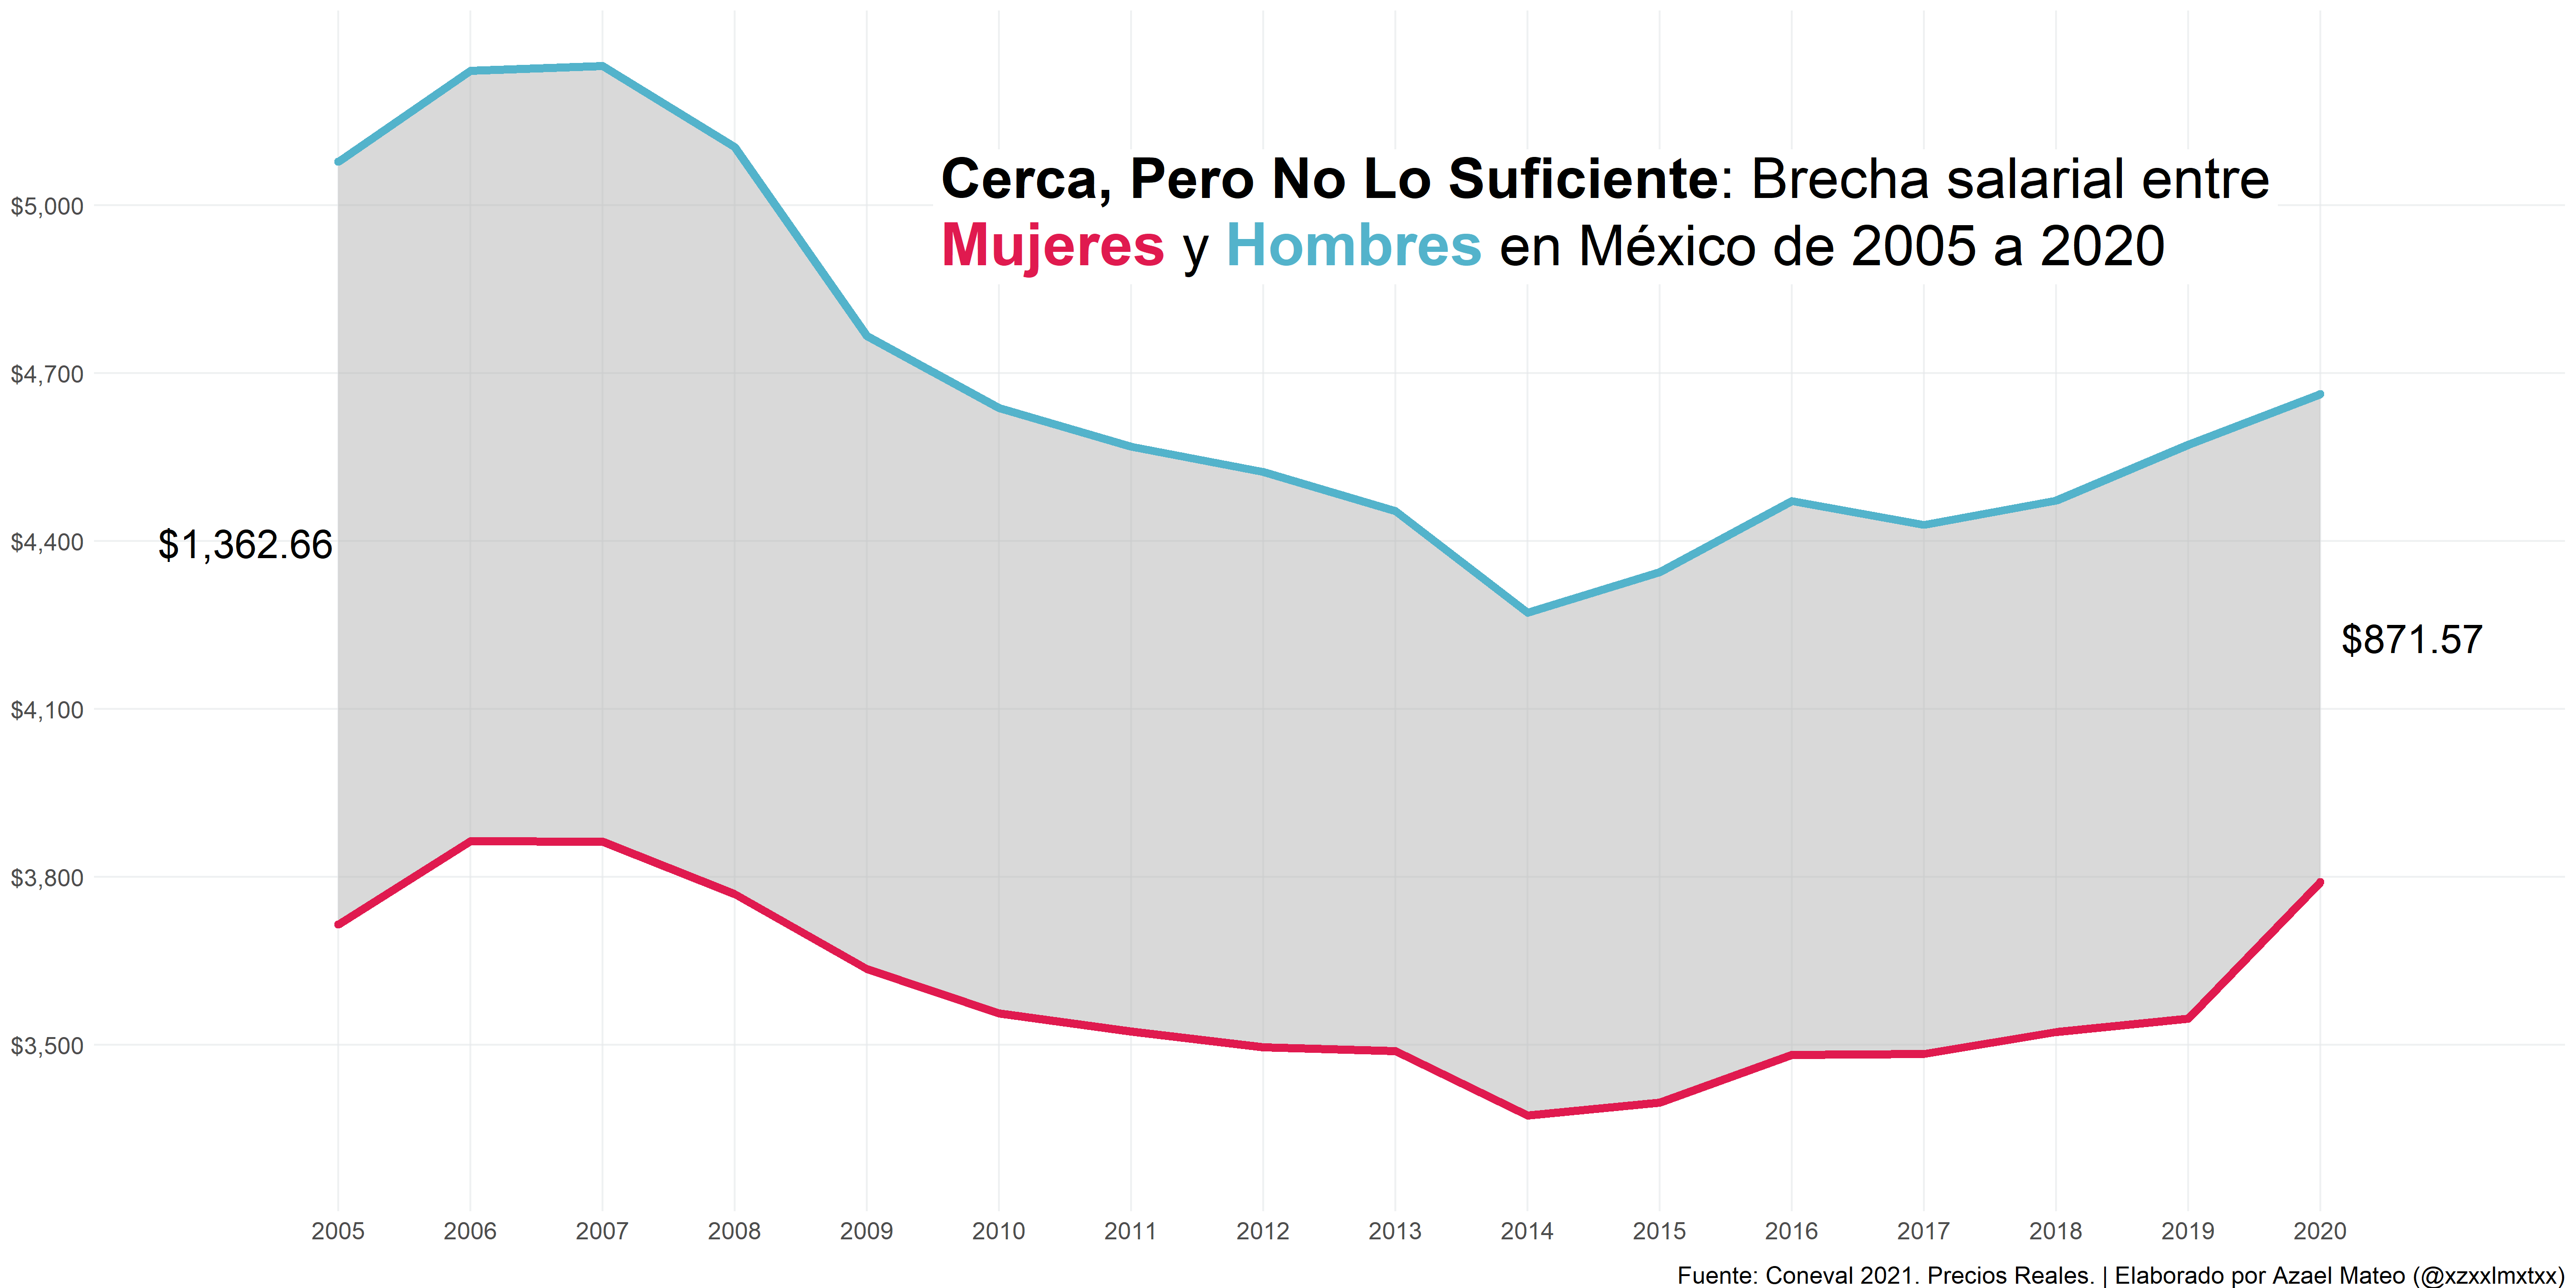 Cerca, Pero No Lo Suficiente: Brecha salarial entre
Mujeres y Hombres en México de 2005 a 2020
$5,000
$4,700
$4,400
$4,100
$3,800
$3,500
$1,362.66
$871.57
2005 2006 2007 2008 2009 2010 2011 2012 2013 2014 2015 2016 2017 2018 2019 2020
Fuente: Coneval 2021. Precios Reales. | Elaborado por Azael Mateo (@xzxxlmxtxx)